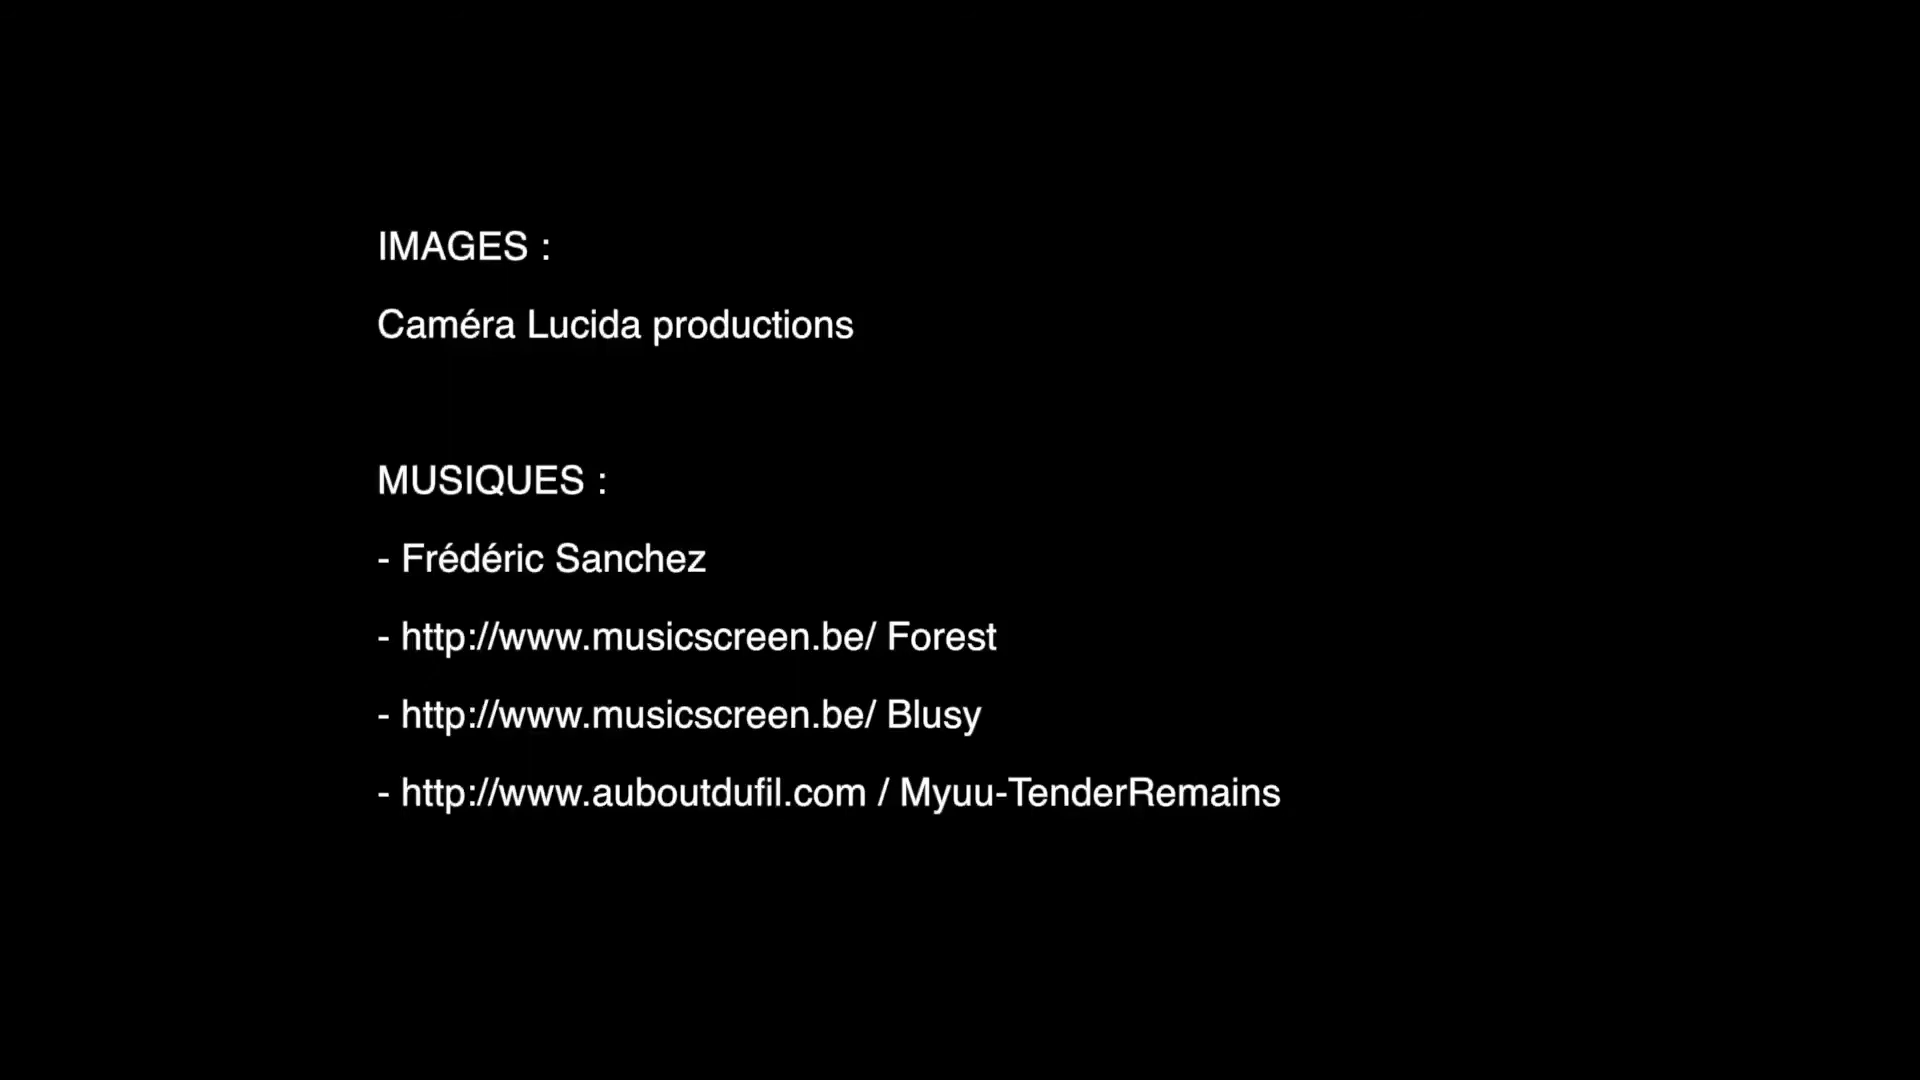 IMAGES :
Caméra Lucida productions
MUSIQUES :
- Frédéric Sanchez
- http://www.musicscreen.be/ Forest
- http://www.musicscreen.be/ Blusy
- http://www.auboutdufil.com / Myuu-TenderRemains